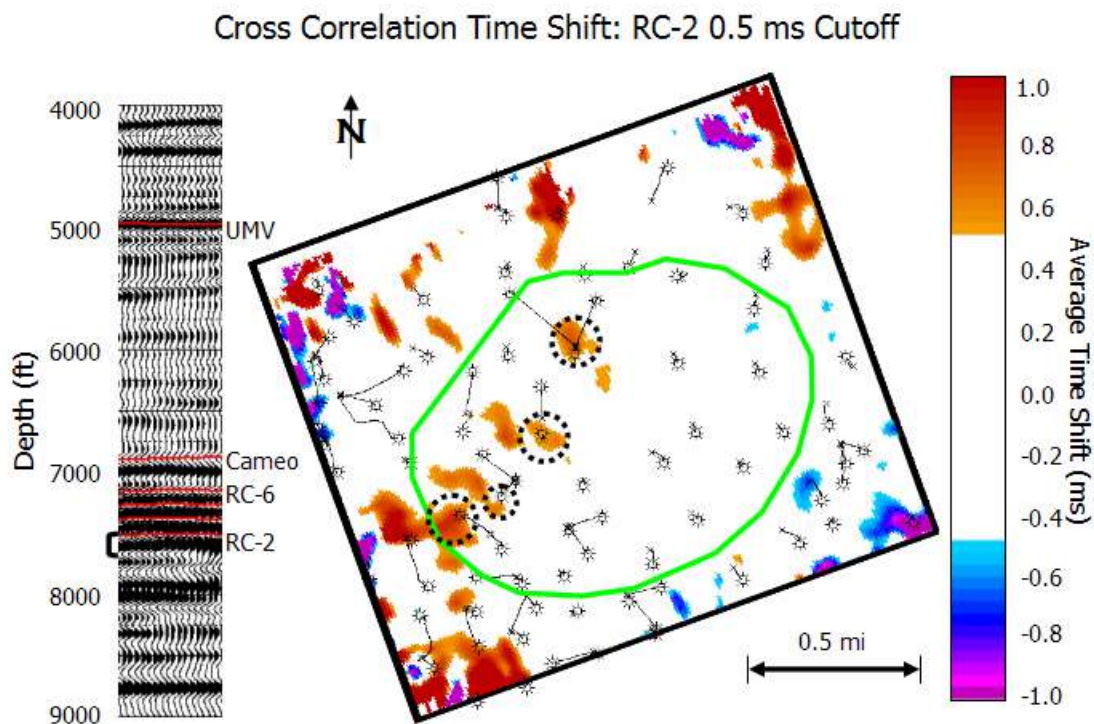 Cross Correlation Time Shift: RC-2 0.5 ms Cutoff
N
Depth (ft)
4000
5000
6000
7000
8000
9000
UMV
Cameo
RC-6
RC-2
0.5 mi
1.0
0.8
0.6
0.4
0.2
0.0
-0.2
-0.4
-0.6
-0.8
-1.0
Average Time Shift (ms)